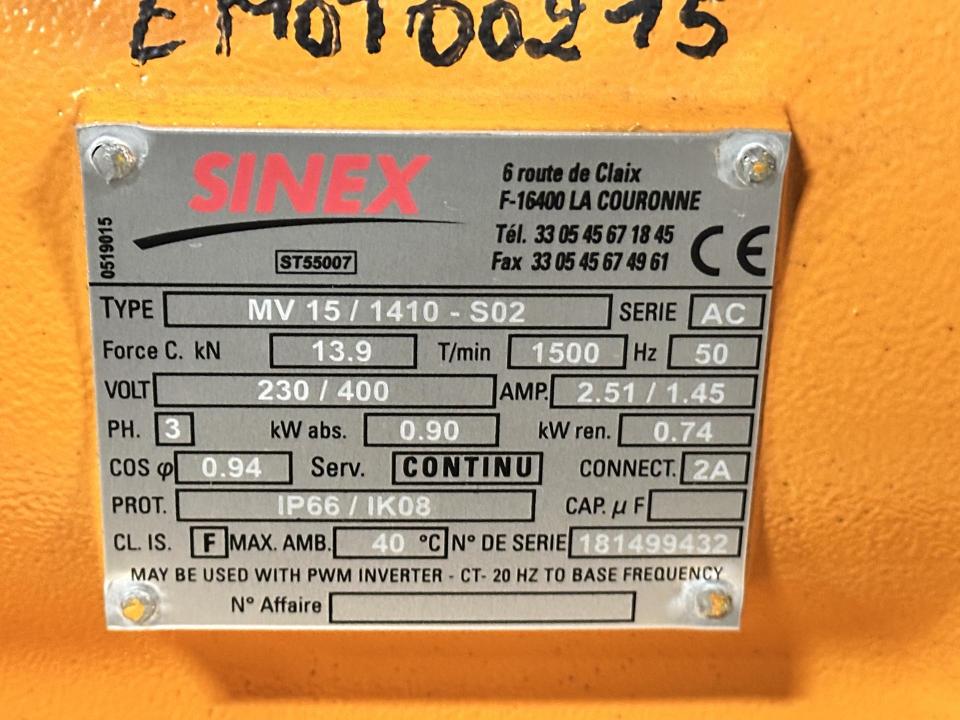 EMOT00215
SINEX
6 route de Claix
F-16400 LA COURONNE
Tél. 33 05 45 67 18 45
Fax 33 05 45 67 49 61
CE
0519015
ST55007
TYPE MV 15 / 1410 - S02 SERIE AC
Force C. kN 13.9 T/min 1500 Hz 50
VOLT 230 / 400 AMP. 2.51 / 1.45
PH. 3 kW abs. 0.90 kW ren. 0.74
COS φ 0.94 Serv. CONTINU CONNECT. 2A
PROT. IP66 / IK08 CAP. µ F
CL. IS. F MAX. AMB. 40 °C N° DE SERIE 181499432
MAY BE USED WITH PWM INVERTER - CT- 20 HZ TO BASE FREQUENCY
N° Affaire